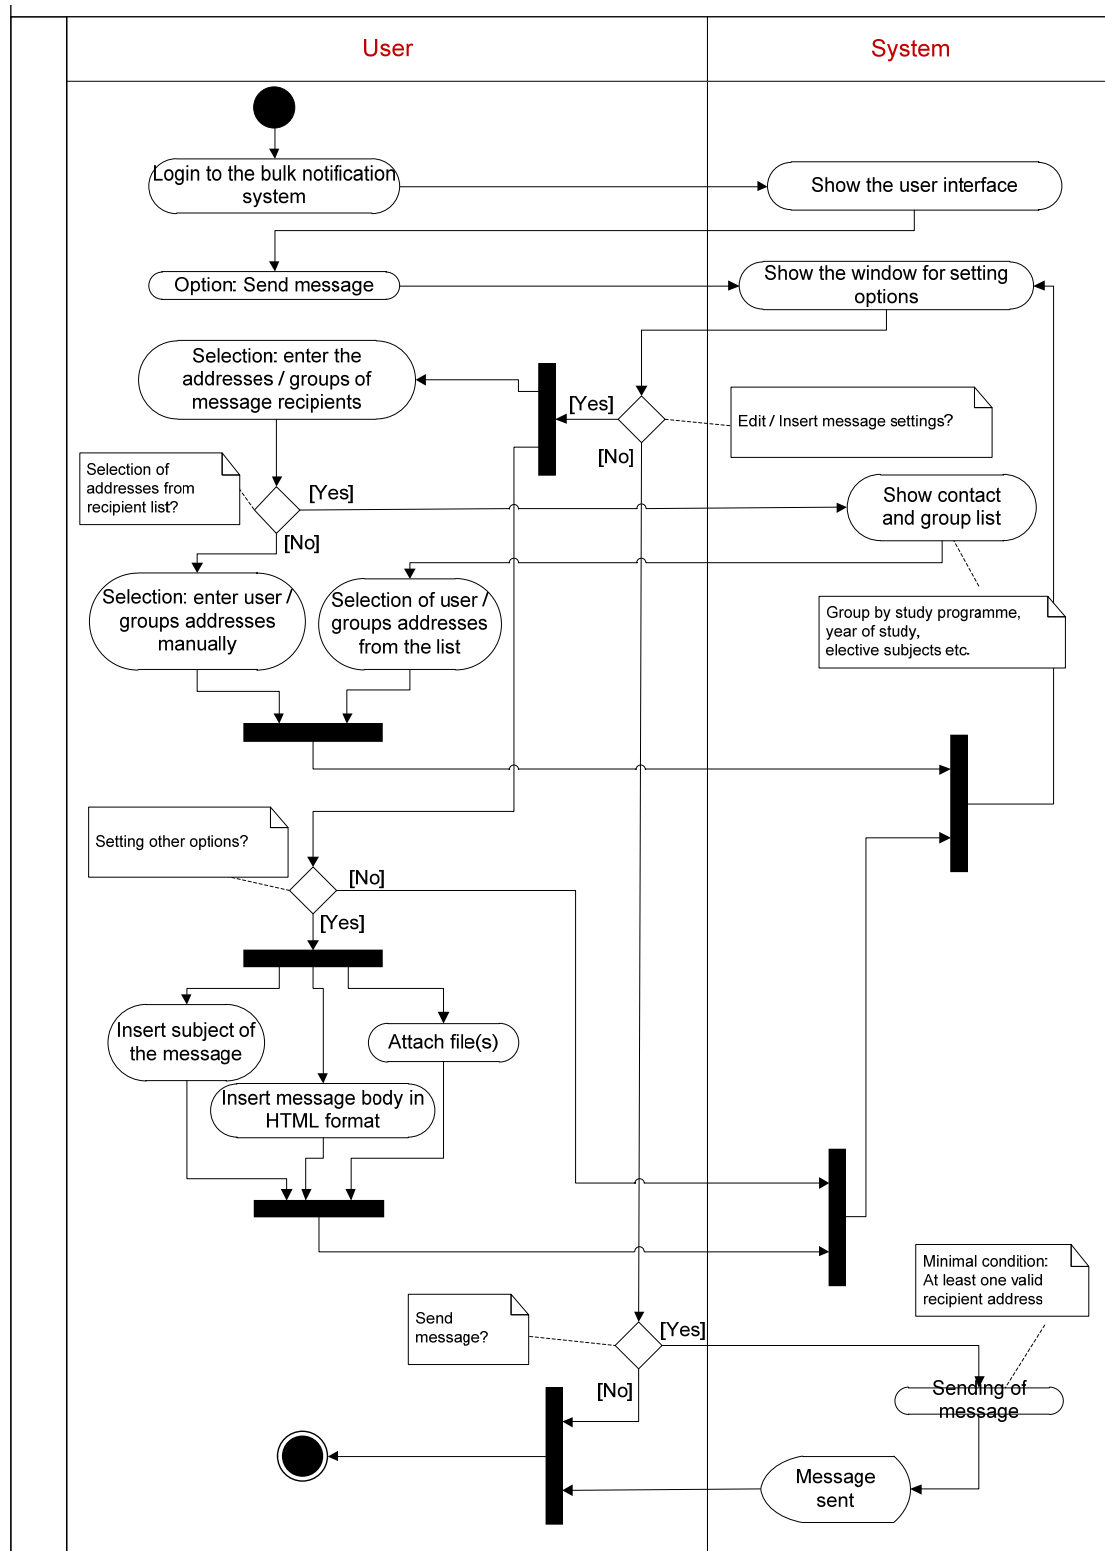 User
System
Login to the bulk notification
system
Show the user interface
Option: Send message
Show the window for setting
options
Selection: enter the
addresses / groups of
message recipients
[Yes]
Edit / Insert message settings?
[No]
Selection of
addresses from
recipient list?
[Yes]
Show contact
and group list
[No]
Selection: enter user /
groups addresses
manually
Selection of user /
groups addresses
from the list
Group by study programme,
year of study,
elective subjects etc.
Setting other options?
[No]
[Yes]
Insert subject of
the message
Attach file(s)
Insert message body in
HTML format
Minimal condition:
At least one valid
recipient address
Send
message?
[Yes]
[No]
Sending of
message
Message
sent